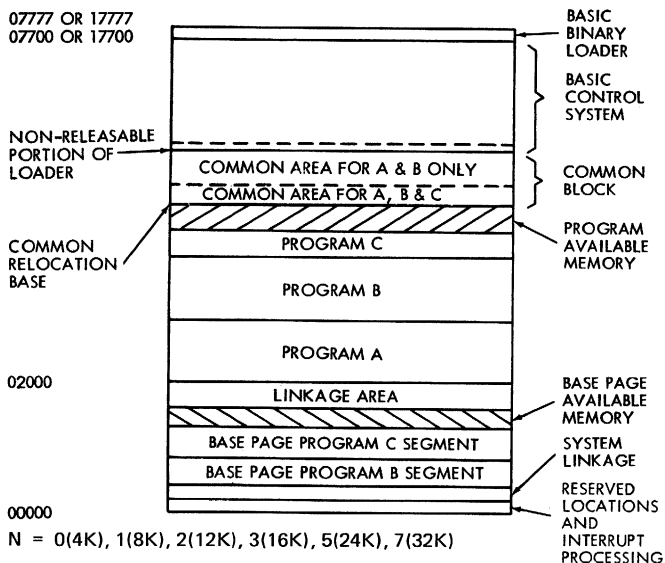 07777 OR 17777
07700 OR 17700
BASIC
BINARY
LOADER
BASIC
CONTROL
SYSTEM
NON-RELEASABLE
PORTION OF
LOADER
COMMON AREA FOR A & B ONLY
COMMON AREA FOR A, B & C
COMMON
BLOCK
COMMON
RELOCATION
BASE
PROGRAM
AVAILABLE
MEMORY
PROGRAM C
PROGRAM B
PROGRAM A
02000
LINKAGE AREA
BASE PAGE
AVAILABLE
MEMORY
BASE PAGE PROGRAM C SEGMENT
BASE PAGE PROGRAM B SEGMENT
SYSTEM
LINKAGE
00000
RESERVED
LOCATIONS
AND
INTERRUPT
PROCESSING
N = 0(4K), 1(8K), 2(12K), 3(16K), 5(24K), 7(32K)